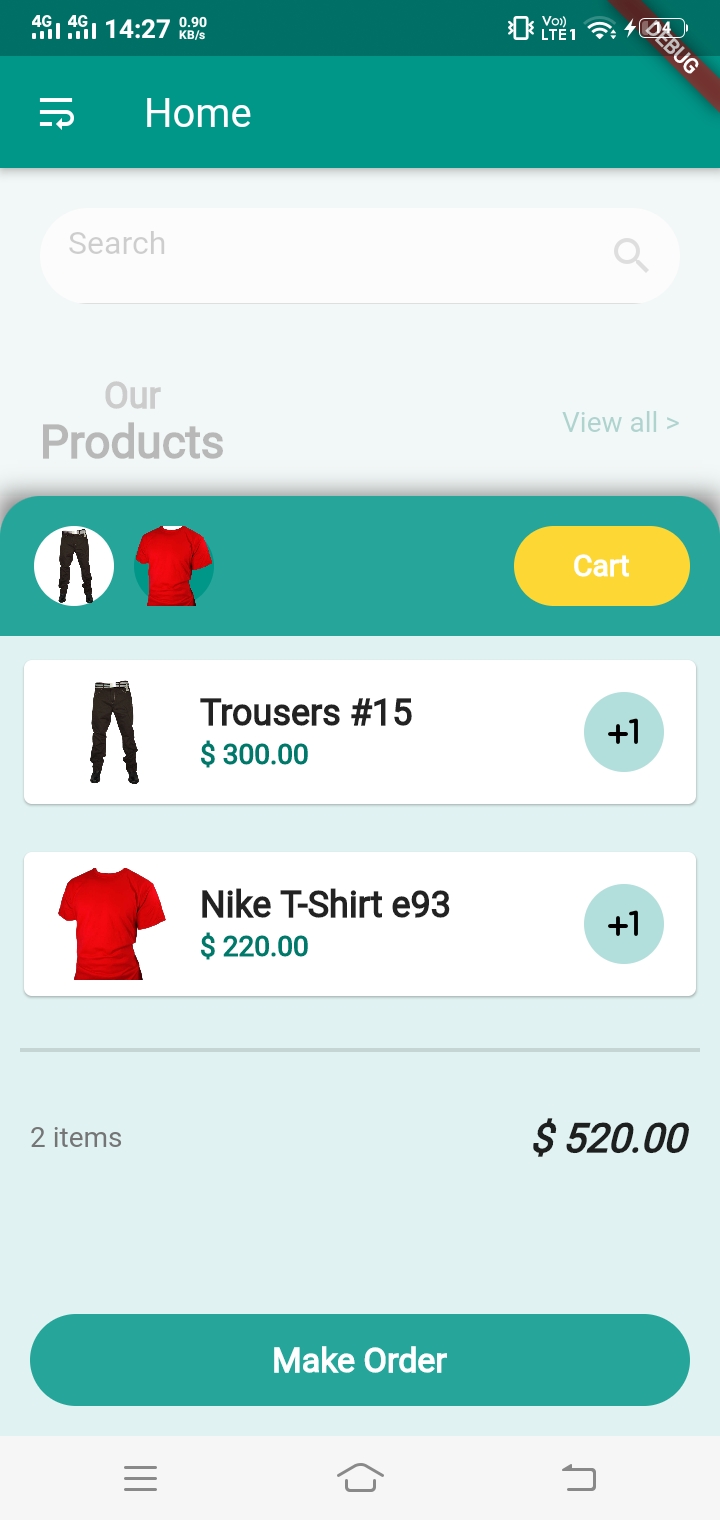 4G 4G 14:27 0.90 KB/s Vo) LTE1 14
DEBUG
Home
Search
Our
Products
View all >
Cart
Trousers #15
$ 300.00
+1
Nike T-Shirt e93
$ 220.00
+1
2 items
$ 520.00
Make Order